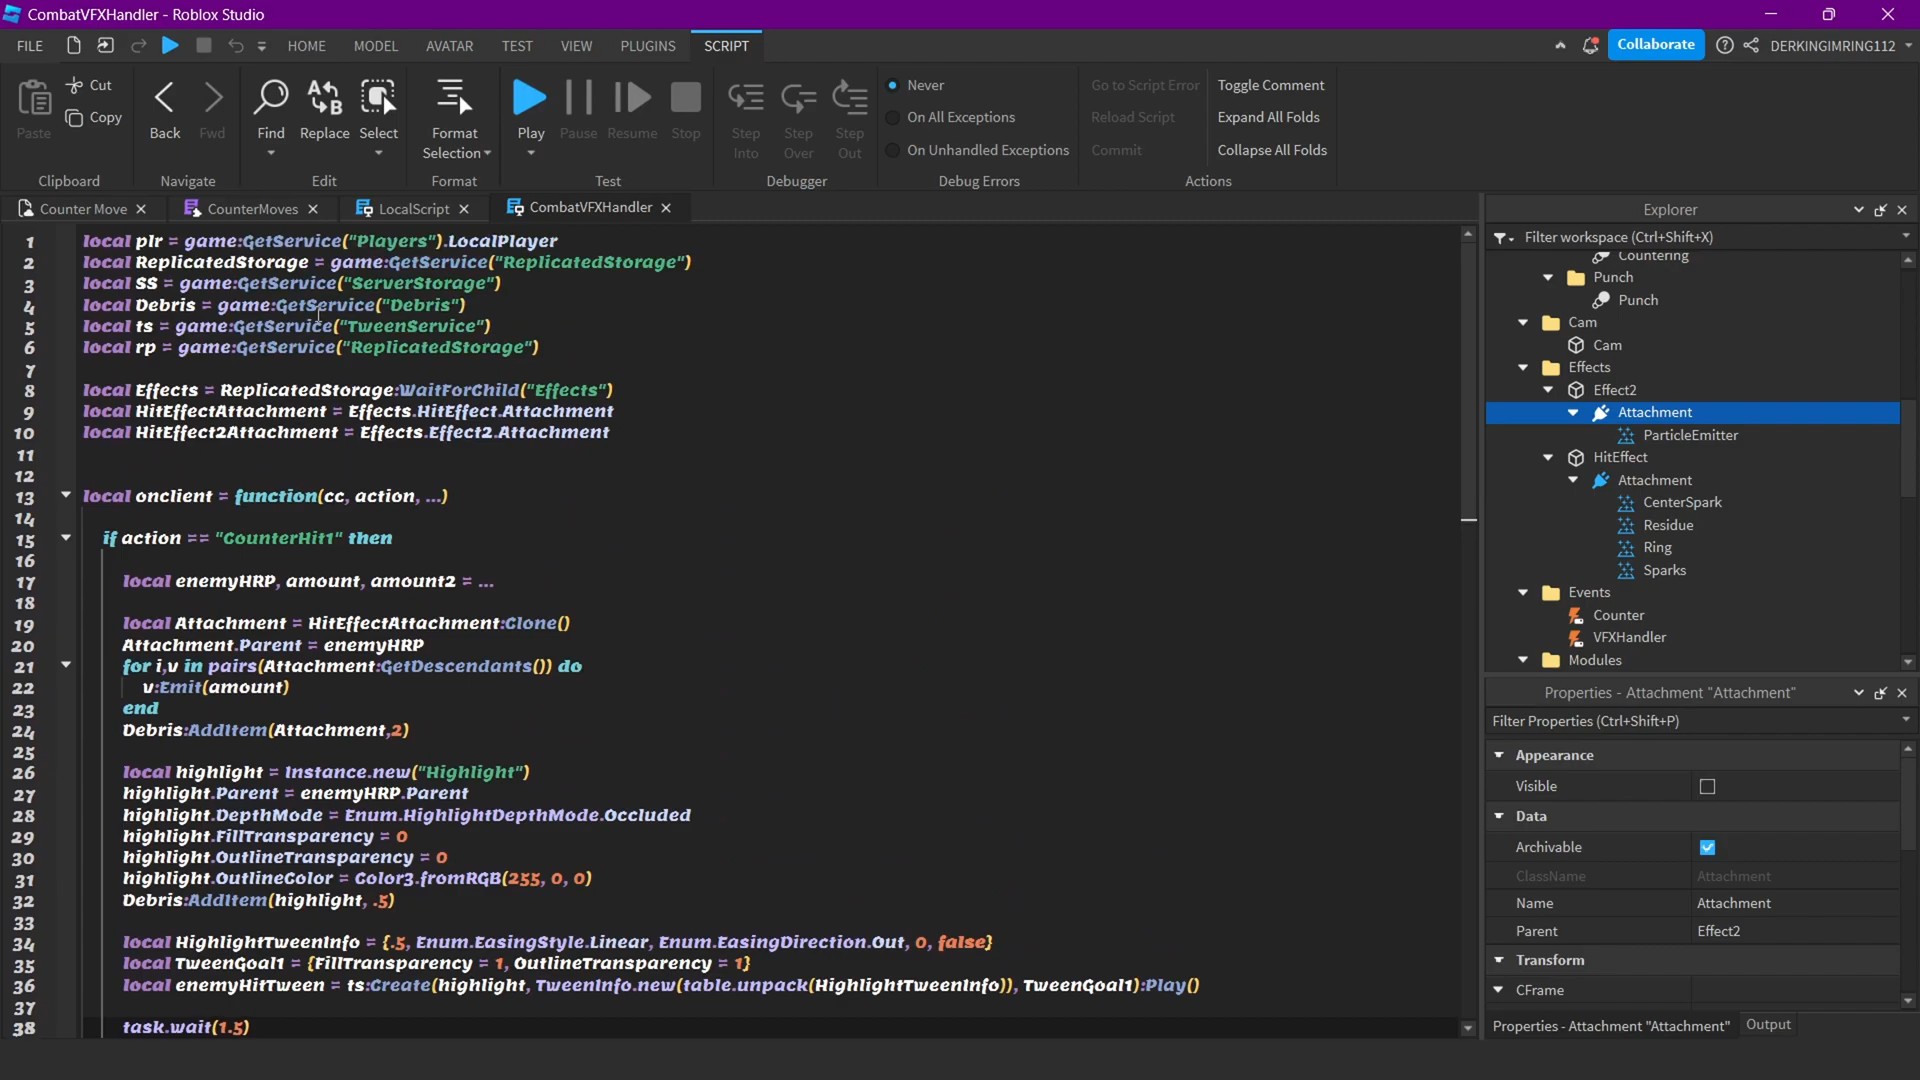 CombatVFXHandler - Roblox Studio
FILE
HOME
MODEL
AVATAR
TEST
VIEW
PLUGINS
SCRIPT
Collaborate
DERKINGIMRING112
Paste
Cut
Copy
Clipboard
Back
Fwd
Navigate
Find
Replace
Select
Edit
Format
Selection
Format
Play
Pause
Resume
Stop
Test
Step
Into
Step
Over
Step
Out
Debugger
Never
On All Exceptions
On Unhandled Exceptions
Debug Errors
Go to Script Error
Reload Script
Commit
Toggle Comment
Expand All Folds
Collapse All Folds
Actions
Counter Move
CounterMoves
LocalScript
CombatVFXHandler
1 local plr = game:GetService("Players").LocalPlayer
2 local ReplicatedStorage = game:GetService("ReplicatedStorage")
3 local SS = game:GetService("ServerStorage")
4 local Debris = game:GetService("Debris")
5 local ts = game:GetService("TweenService")
6 local rp = game:GetService("ReplicatedStorage")
7
8 local Effects = ReplicatedStorage:WaitForChild("Effects")
9 local HitEffectAttachment = Effects.HitEffect.Attachment
10 local HitEffect2Attachment = Effects.Effect2.Attachment
11
12
13 local onclient = function(cc, action, ...)
14
15 if action == "CounterHit1" then
16
17 local enemyHRP, amount, amount2 = ...
18
19 local Attachment = HitEffectAttachment:Clone()
20 Attachment.Parent = enemyHRP
21 for i,v in pairs(Attachment:GetDescendants()) do
22 v:Emit(amount)
23 end
24 Debris:AddItem(Attachment,2)
25
26 local highlight = Instance.new("Highlight")
27 highlight.Parent = enemyHRP.Parent
28 highlight.DepthMode = Enum.HighlightDepthMode.Occluded
29 highlight.FillTransparency = 0
30 highlight.OutlineTransparency = 0
31 highlight.OutlineColor = Color3.fromRGB(255, 0, 0)
32 Debris:AddItem(highlight, .5)
33
34 local HighlightTweenInfo = {.5, Enum.EasingStyle.Linear, Enum.EasingDirection.Out, 0, false}
35 local TweenGoal1 = {FillTransparency = 1, OutlineTransparency = 1}
36 local enemyHitTween = ts:Create(highlight, TweenInfo.new(table.unpack(HighlightTweenInfo)), TweenGoal1):Play()
37
38 task.wait(1.5)
Explorer
Filter workspace (Ctrl+Shift+X)
Countering
Punch
Punch
Cam
Cam
Effects
Effect2
Attachment
ParticleEmitter
HitEffect
Attachment
CenterSpark
Residue
Ring
Sparks
Events
Counter
VFXHandler
Modules
Properties - Attachment "Attachment"
Filter Properties (Ctrl+Shift+P)
Appearance
Visible
Data
Archivable
ClassName Attachment
Name Attachment
Parent Effect2
Transform
CFrame
Properties - Attachment "Attachment"
Output